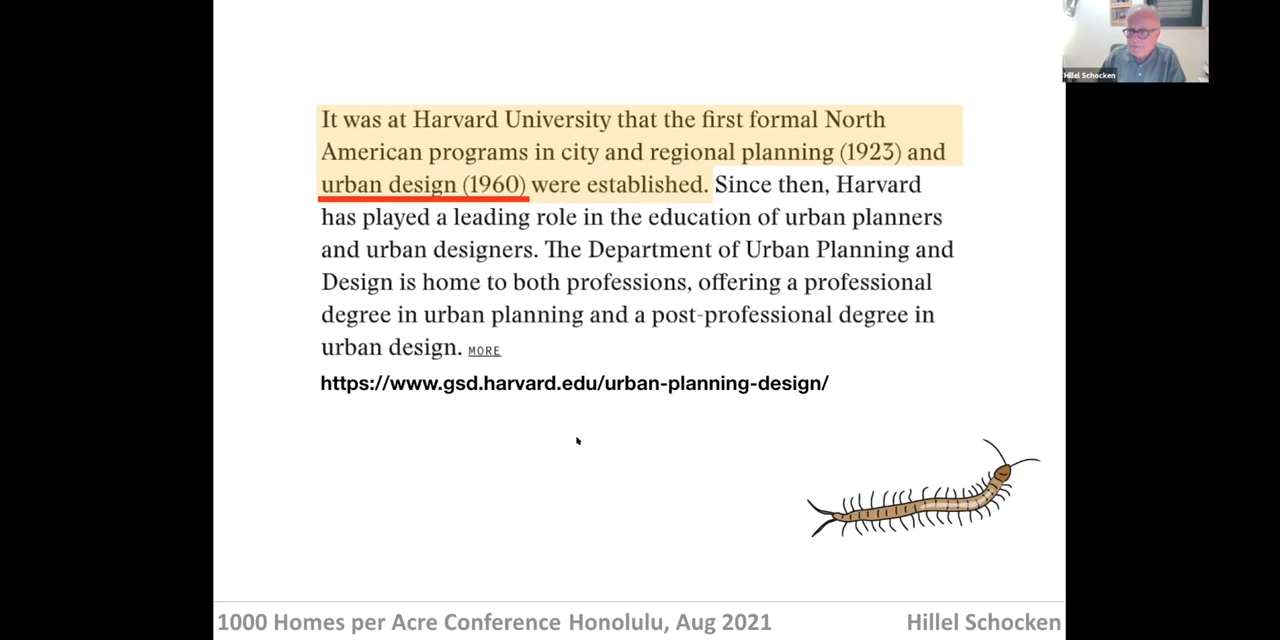 Hillel Schocken
It was at Harvard University that the first formal North
American programs in city and regional planning (1923) and
urban design (1960) were established. Since then, Harvard
has played a leading role in the education of urban planners
and urban designers. The Department of Urban Planning and
Design is home to both professions, offering a professional
degree in urban planning and a post-professional degree in
urban design. MORE
https://www.gsd.harvard.edu/urban-planning-design/
1000 Homes per Acre Conference Honolulu, Aug 2021
Hillel Schocken